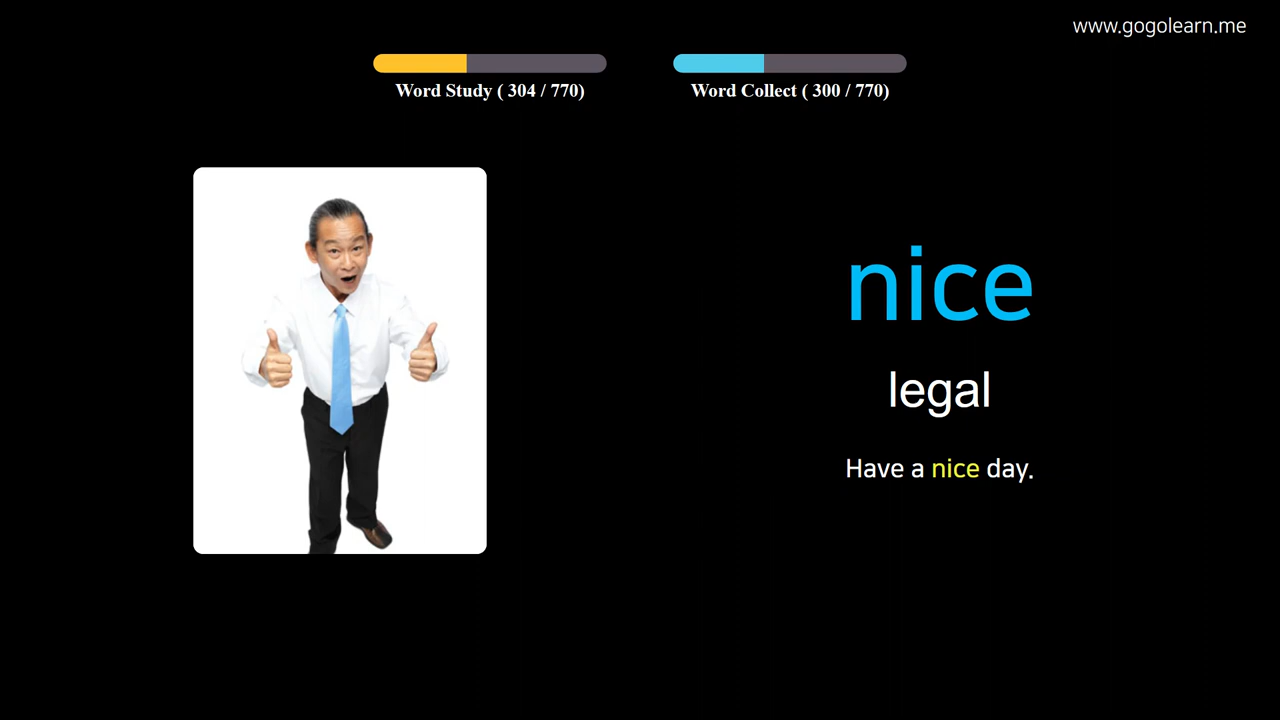 www.gogolearn.me
Word Study ( 304 / 770)
Word Collect ( 300 / 770)
nice
legal
Have a nice day.